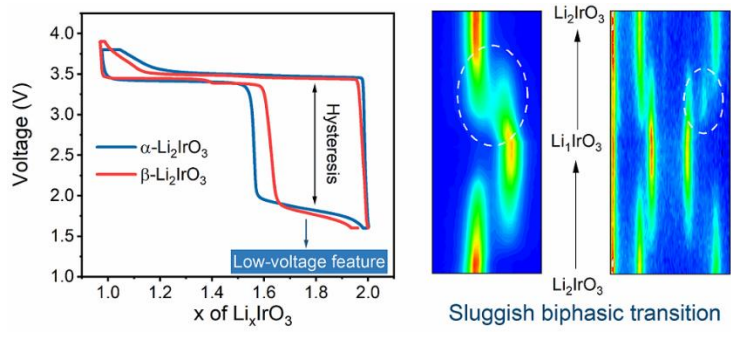 Voltage (V)
4.0
3.5
3.0
2.5
2.0
1.5
1.0
α-Li₂IrO₃
β-Li₂IrO₃
Hysteresis
Low-voltage feature
1.0 1.2 1.4 1.6 1.8 2.0
x of LiₓIrO₃
Li₂IrO₃
Li₁IrO₃
Li₂IrO₃
Sluggish biphasic transition